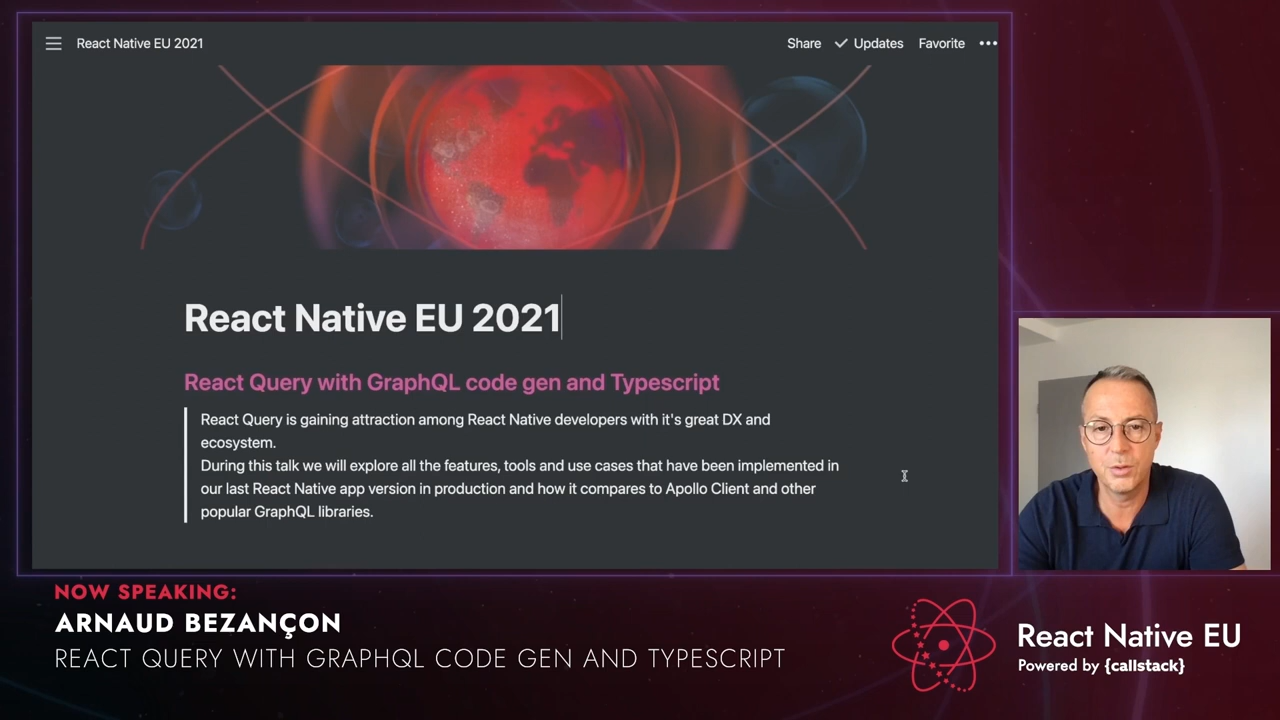 React Native EU 2021
Share
Updates
Favorite
React Native EU 2021
React Query with GraphQL code gen and Typescript
React Query is gaining attraction among React Native developers with it's great DX and
ecosystem.
During this talk we will explore all the features, tools and use cases that have been implemented in
our last React Native app version in production and how it compares to Apollo Client and other
popular GraphQL libraries.
NOW SPEAKING:
ARNAUD BEZANÇON
REACT QUERY WITH GRAPHQL CODE GEN AND TYPESCRIPT
React Native EU
Powered by {callstack}